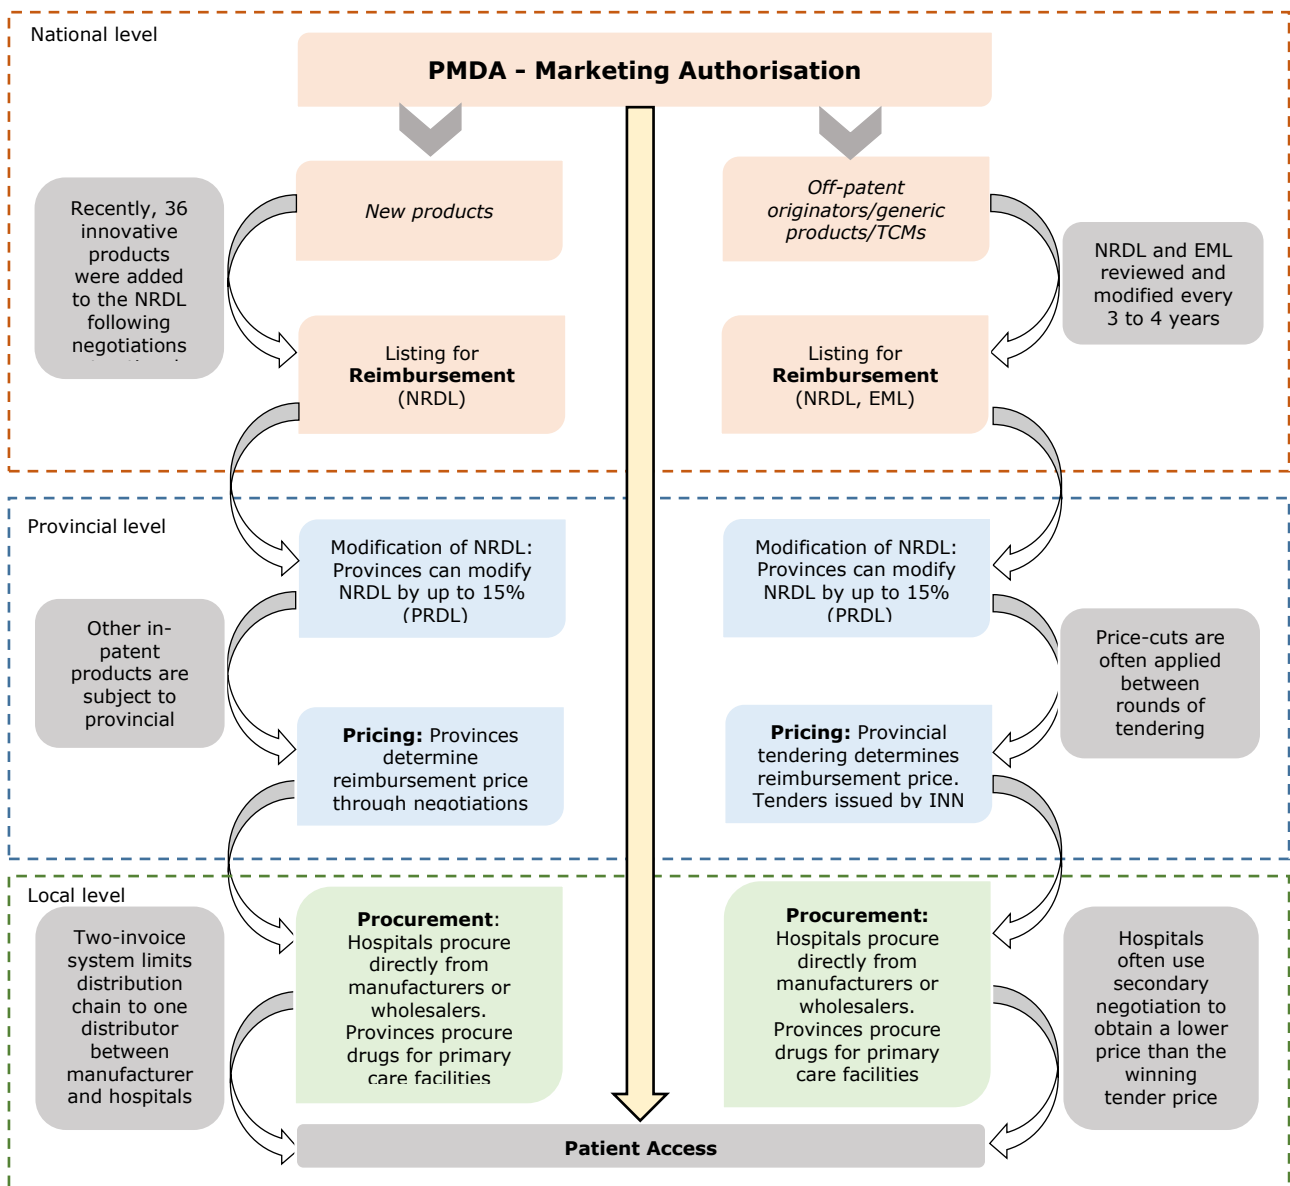 National level
PMDA - Marketing Authorisation
Recently, 36
innovative
products
were added
to the NRDL
following
negotiations
New products
Off-patent
originators/generic
products/TCMs
NRDL and EML
reviewed and
modified every
3 to 4 years
Listing for
Reimbursement
(NRDL)
Listing for
Reimbursement
(NRDL, EML)
Provincial level
Modification of NRDL:
Provinces can modify
NRDL by up to 15%
(PRDL)
Modification of NRDL:
Provinces can modify
NRDL by up to 15%
(PRDL)
Other in-
patent
products are
subject to
provincial
Price-cuts are
often applied
between
rounds of
tendering
Pricing: Provinces
determine
reimbursement price
through negotiations
Pricing: Provincial
tendering determines
reimbursement price.
Tenders issued by INN
Local level
Two-invoice
system limits
distribution
chain to one
distributor
between
manufacturer
and hospitals
Procurement:
Hospitals procure
directly from
manufacturers or
wholesalers.
Provinces procure
drugs for primary
care facilities
Procurement:
Hospitals procure
directly from
manufacturers or
wholesalers.
Provinces procure
drugs for primary
care facilities
Hospitals
often use
secondary
negotiation to
obtain a lower
price than the
winning
tender price
Patient Access